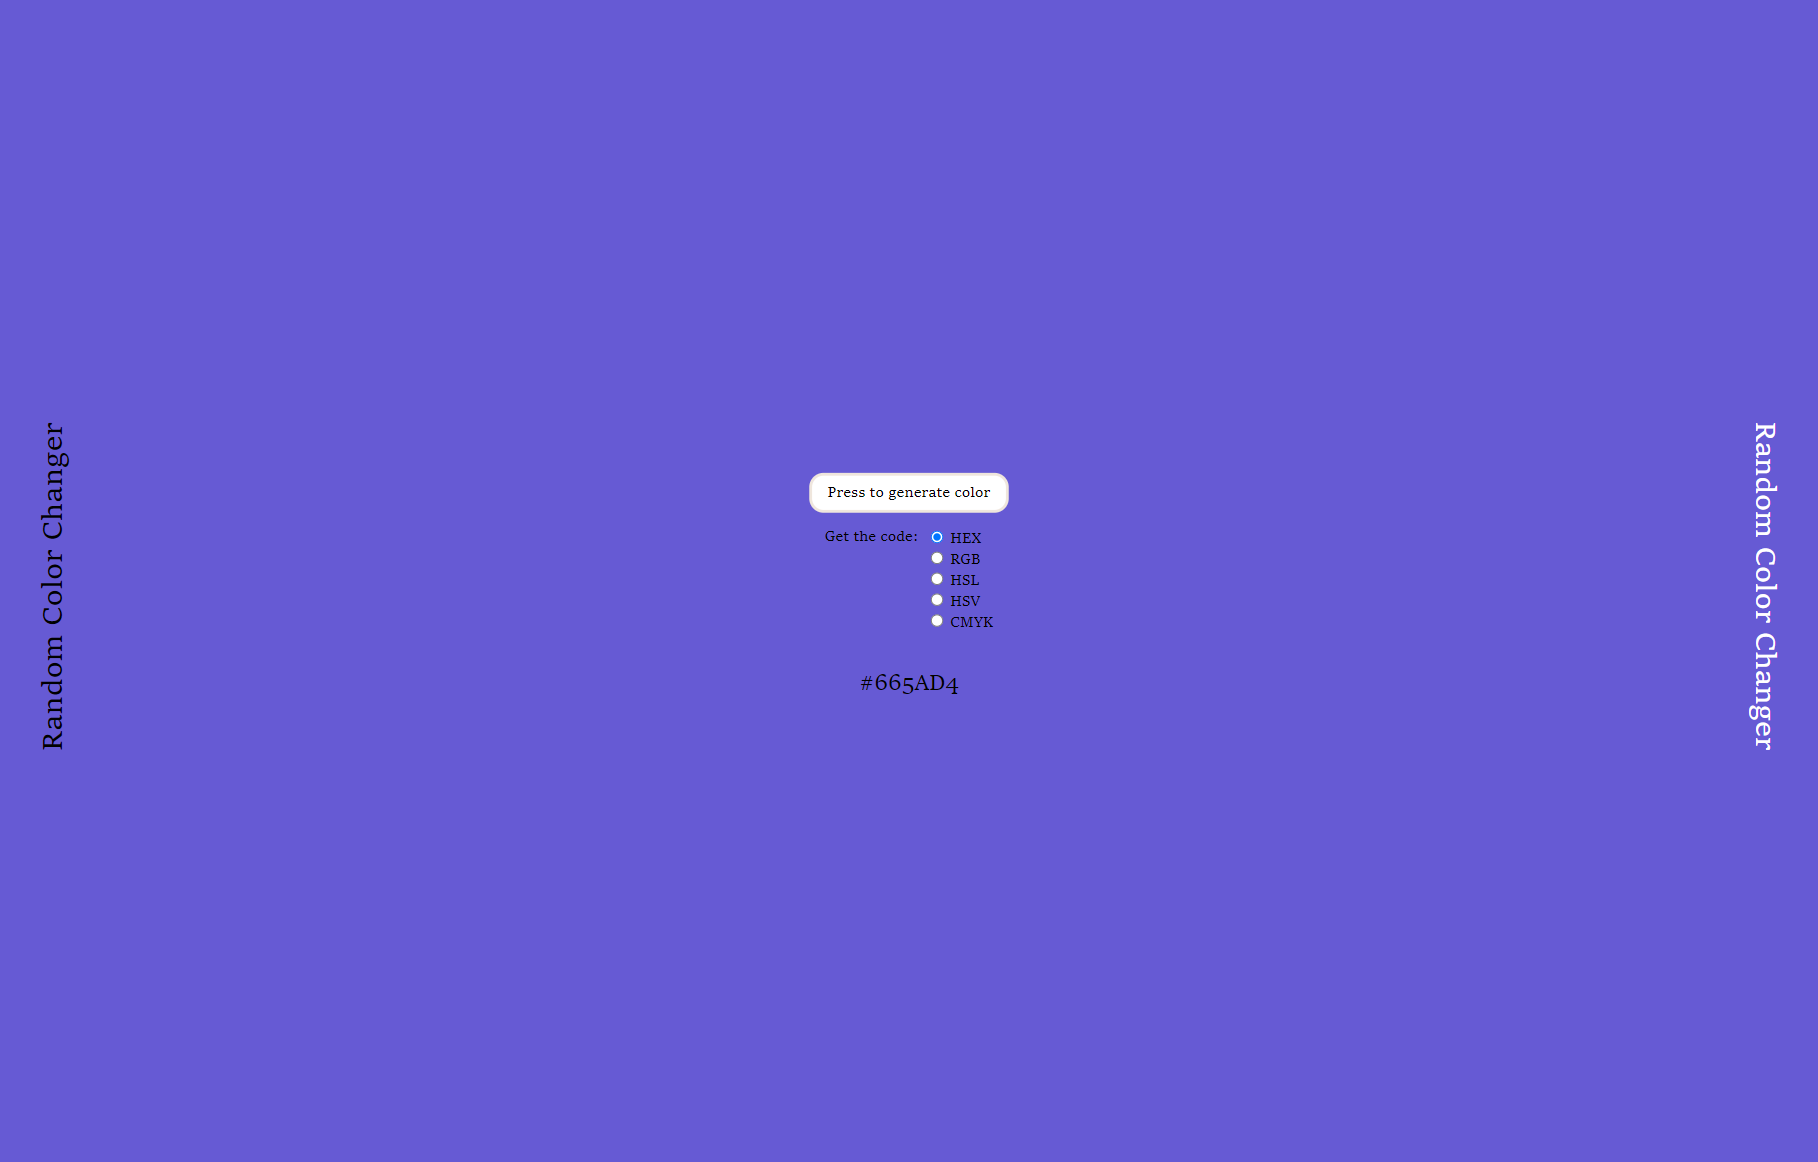 Random Color Changer
Press to generate color
Get the code:
HEX
RGB
HSL
HSV
CMYK
#665AD4
Random Color Changer